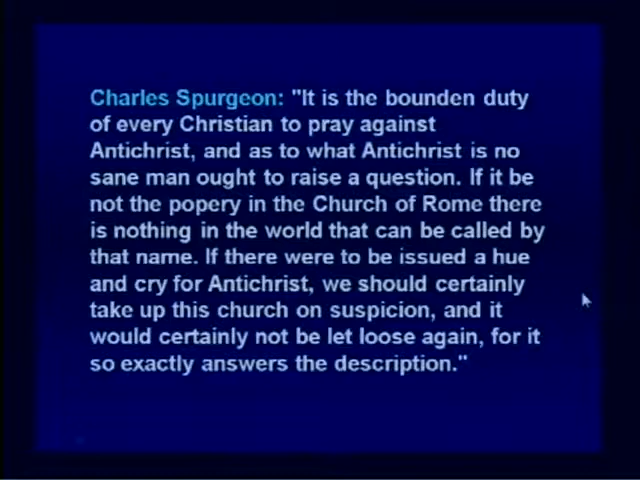 Charles Spurgeon: "It is the bounden duty
of every Christian to pray against
Antichrist, and as to what Antichrist is no
sane man ought to raise a question. If it be
not the popery in the Church of Rome there
is nothing in the world that can be called by
that name. If there were to be issued a hue
and cry for Antichrist, we should certainly
take up this church on suspicion, and it
would certainly not be let loose again, for it
so exactly answers the description."